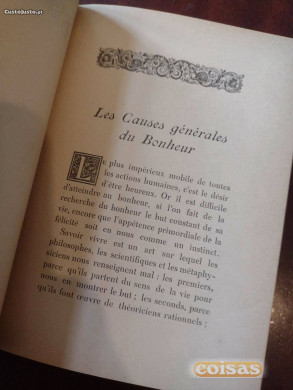 CustoJusto.pt
Les Causes générales
du Bonheur
Le plus impérieux mobile de toutes
les actions humaines, c'est le désir
d'être heureux. Or il est difficile
d'atteindre au bonheur, si l'on fait de la
recherche du bonheur le but constant de sa
vie, encore que l'appétence primordiale de la
félicité soit en nous comme un instinct.
Savoir vivre est un art sur lequel les
philosophes, les scientifiques et les métaphy-
siciens nous renseignent mal : les premiers,
parce qu'ils partent du sens de la vie pour
nous en montrer le but ; les seconds, parce
qu'ils font œuvre de théoriciens rationnels ;
coisas